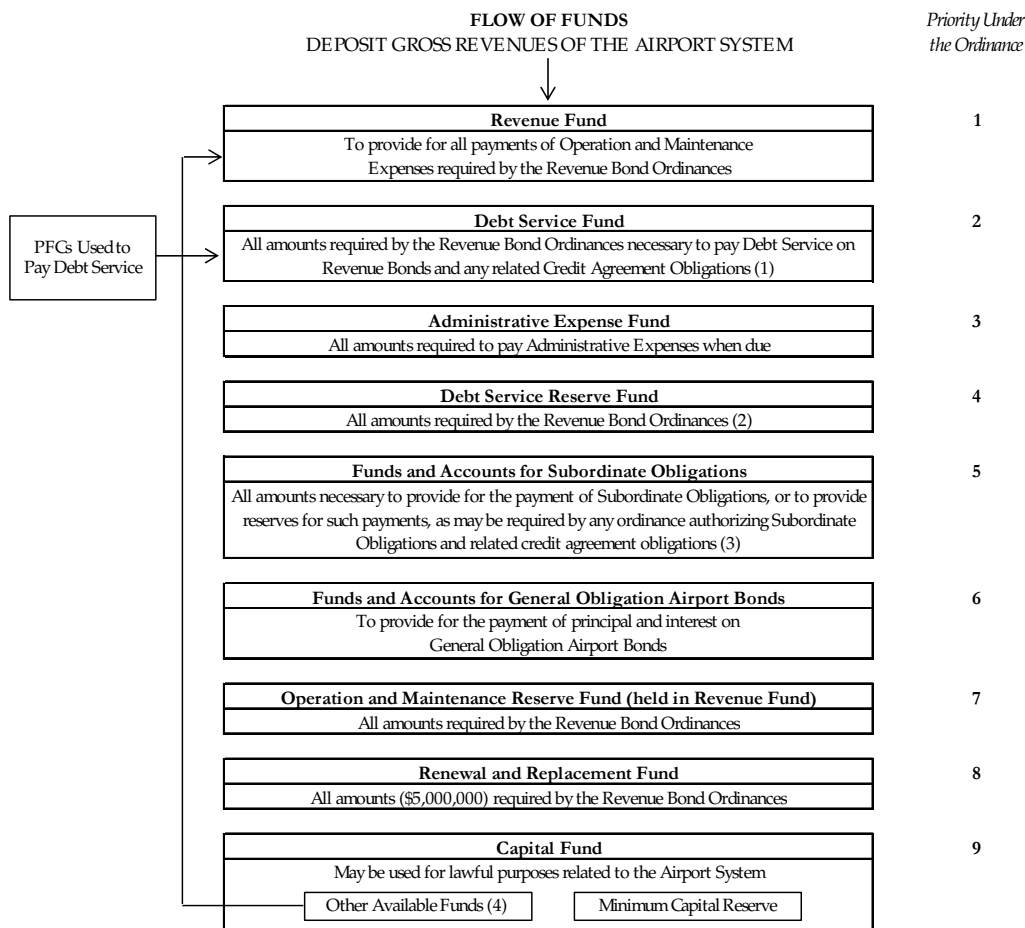 FLOW OF FUNDS
DEPOSIT GROSS REVENUES OF THE AIRPORT SYSTEM
Priority Under
the Ordinance
Revenue Fund
1
To provide for all payments of Operation and Maintenance
Expenses required by the Revenue Bond Ordinances
PFCs Used to
Pay Debt Service
Debt Service Fund
2
All amounts required by the Revenue Bond Ordinances necessary to pay Debt Service on
Revenue Bonds and any related Credit Agreement Obligations (1)
Administrative Expense Fund
3
All amounts required to pay Administrative Expenses when due
Debt Service Reserve Fund
4
All amounts required by the Revenue Bond Ordinances (2)
Funds and Accounts for Subordinate Obligations
5
All amounts necessary to provide for the payment of Subordinate Obligations, or to provide
reserves for such payments, as may be required by any ordinance authorizing Subordinate
Obligations and related credit agreement obligations (3)
Funds and Accounts for General Obligation Airport Bonds
6
To provide for the payment of principal and interest on
General Obligation Airport Bonds
Operation and Maintenance Reserve Fund (held in Revenue Fund)
7
All amounts required by the Revenue Bond Ordinances
Renewal and Replacement Fund
8
All amounts ($5,000,000) required by the Revenue Bond Ordinances
Capital Fund
9
May be used for lawful purposes related to the Airport System
Other Available Funds (4)
Minimum Capital Reserve